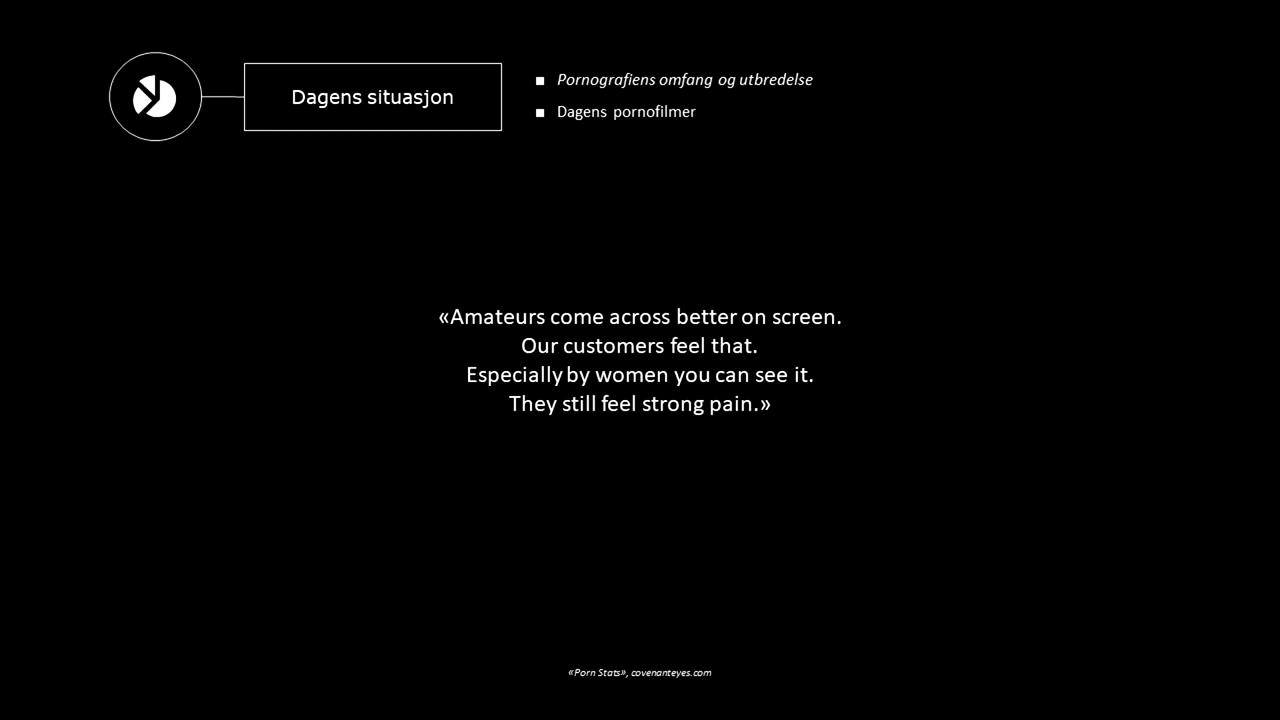 Dagens situasjon
Pornografiens omfang og utbredelse
Dagens pornofilmer
«Amateurs come across better on screen.
Our customers feel that.
Especially by women you can see it.
They still feel strong pain.»
«Porn Stats», covenanteyes.com